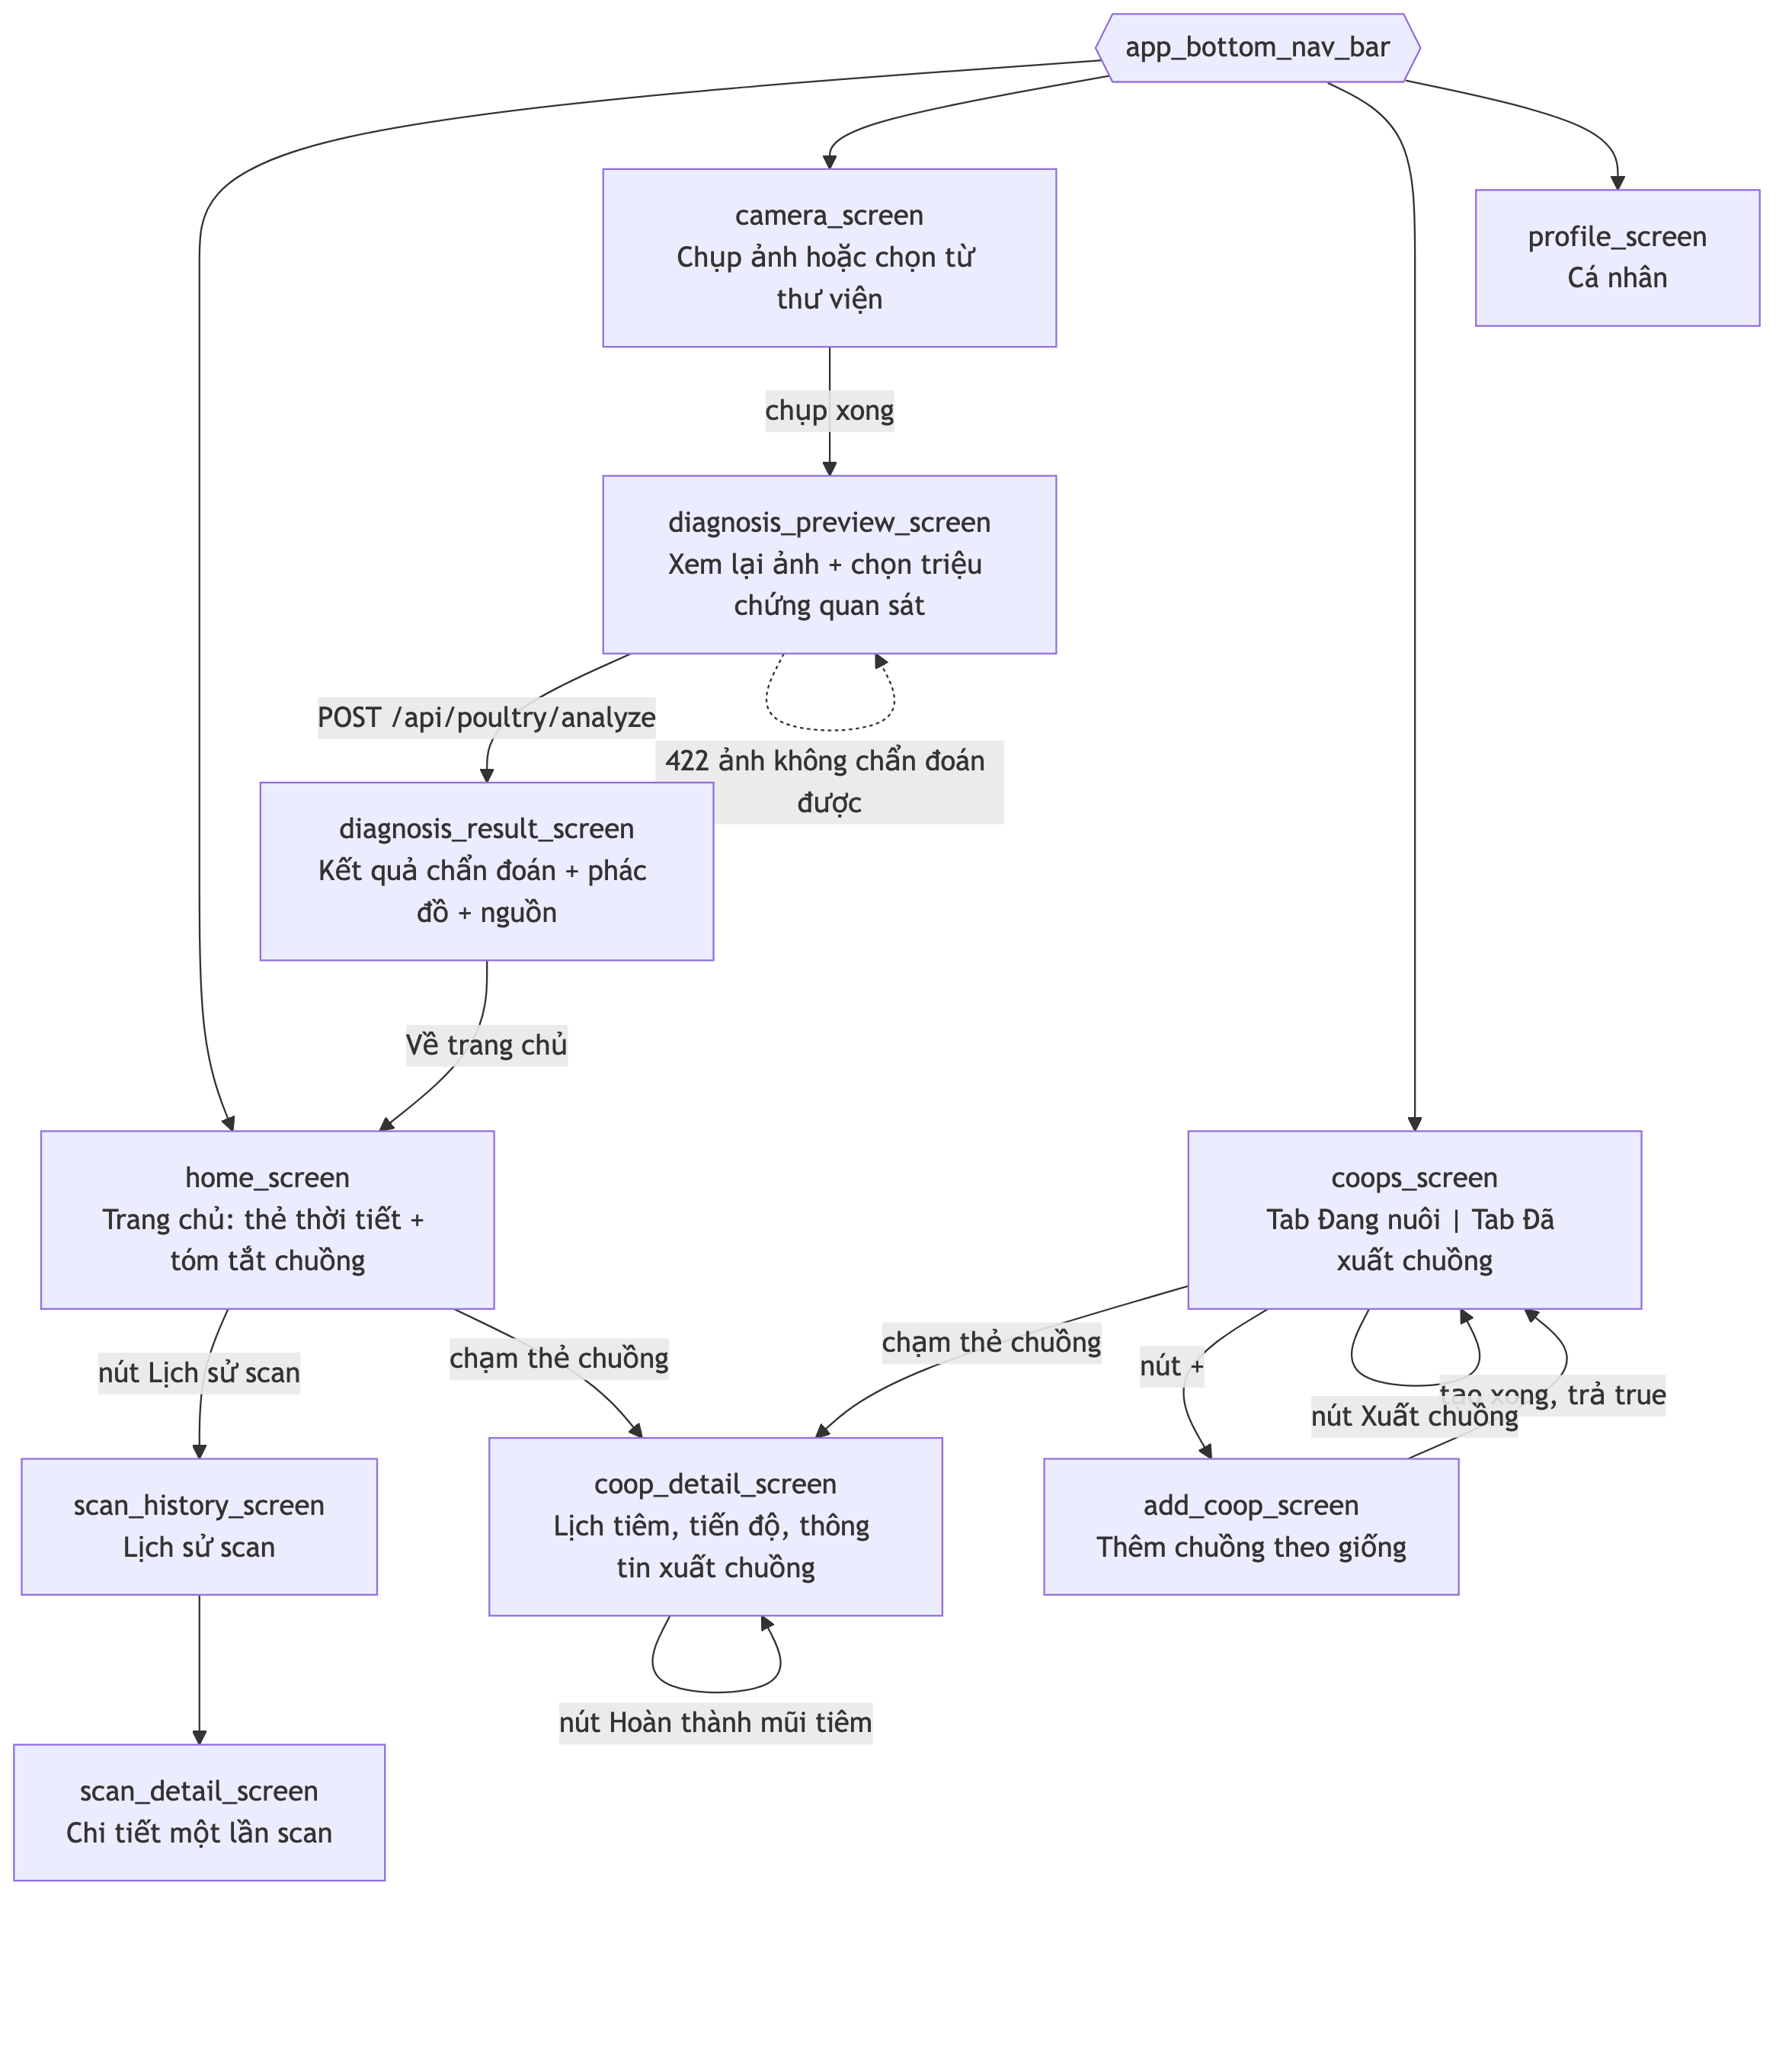 app_bottom_nav_bar
camera_screen
Chụp ảnh hoặc chọn từ
thư viện
profile_screen
Cá nhân
chụp xong
diagnosis_preview_screen
Xem lại ảnh + chọn triệu
chứng quan sát
POST /api/poultry/analyze
422 ảnh không chẩn đoán
được
diagnosis_result_screen
Kết quả chẩn đoán + phác
đồ + nguồn
Về trang chủ
home_screen
Trang chủ: thẻ thời tiết +
tóm tắt chuồng
coops_screen
Tab Đang nuôi | Tab Đã
xuất chuồng
nút Lịch sử scan
chạm thẻ chuồng
chạm thẻ chuồng
nút +
nút Xuất chuồng
tạo xong, trả true
scan_history_screen
Lịch sử scan
coop_detail_screen
Lịch tiêm, tiến độ, thông
tin xuất chuồng
add_coop_screen
Thêm chuồng theo giống
nút Hoàn thành mũi tiêm
scan_detail_screen
Chi tiết một lần scan